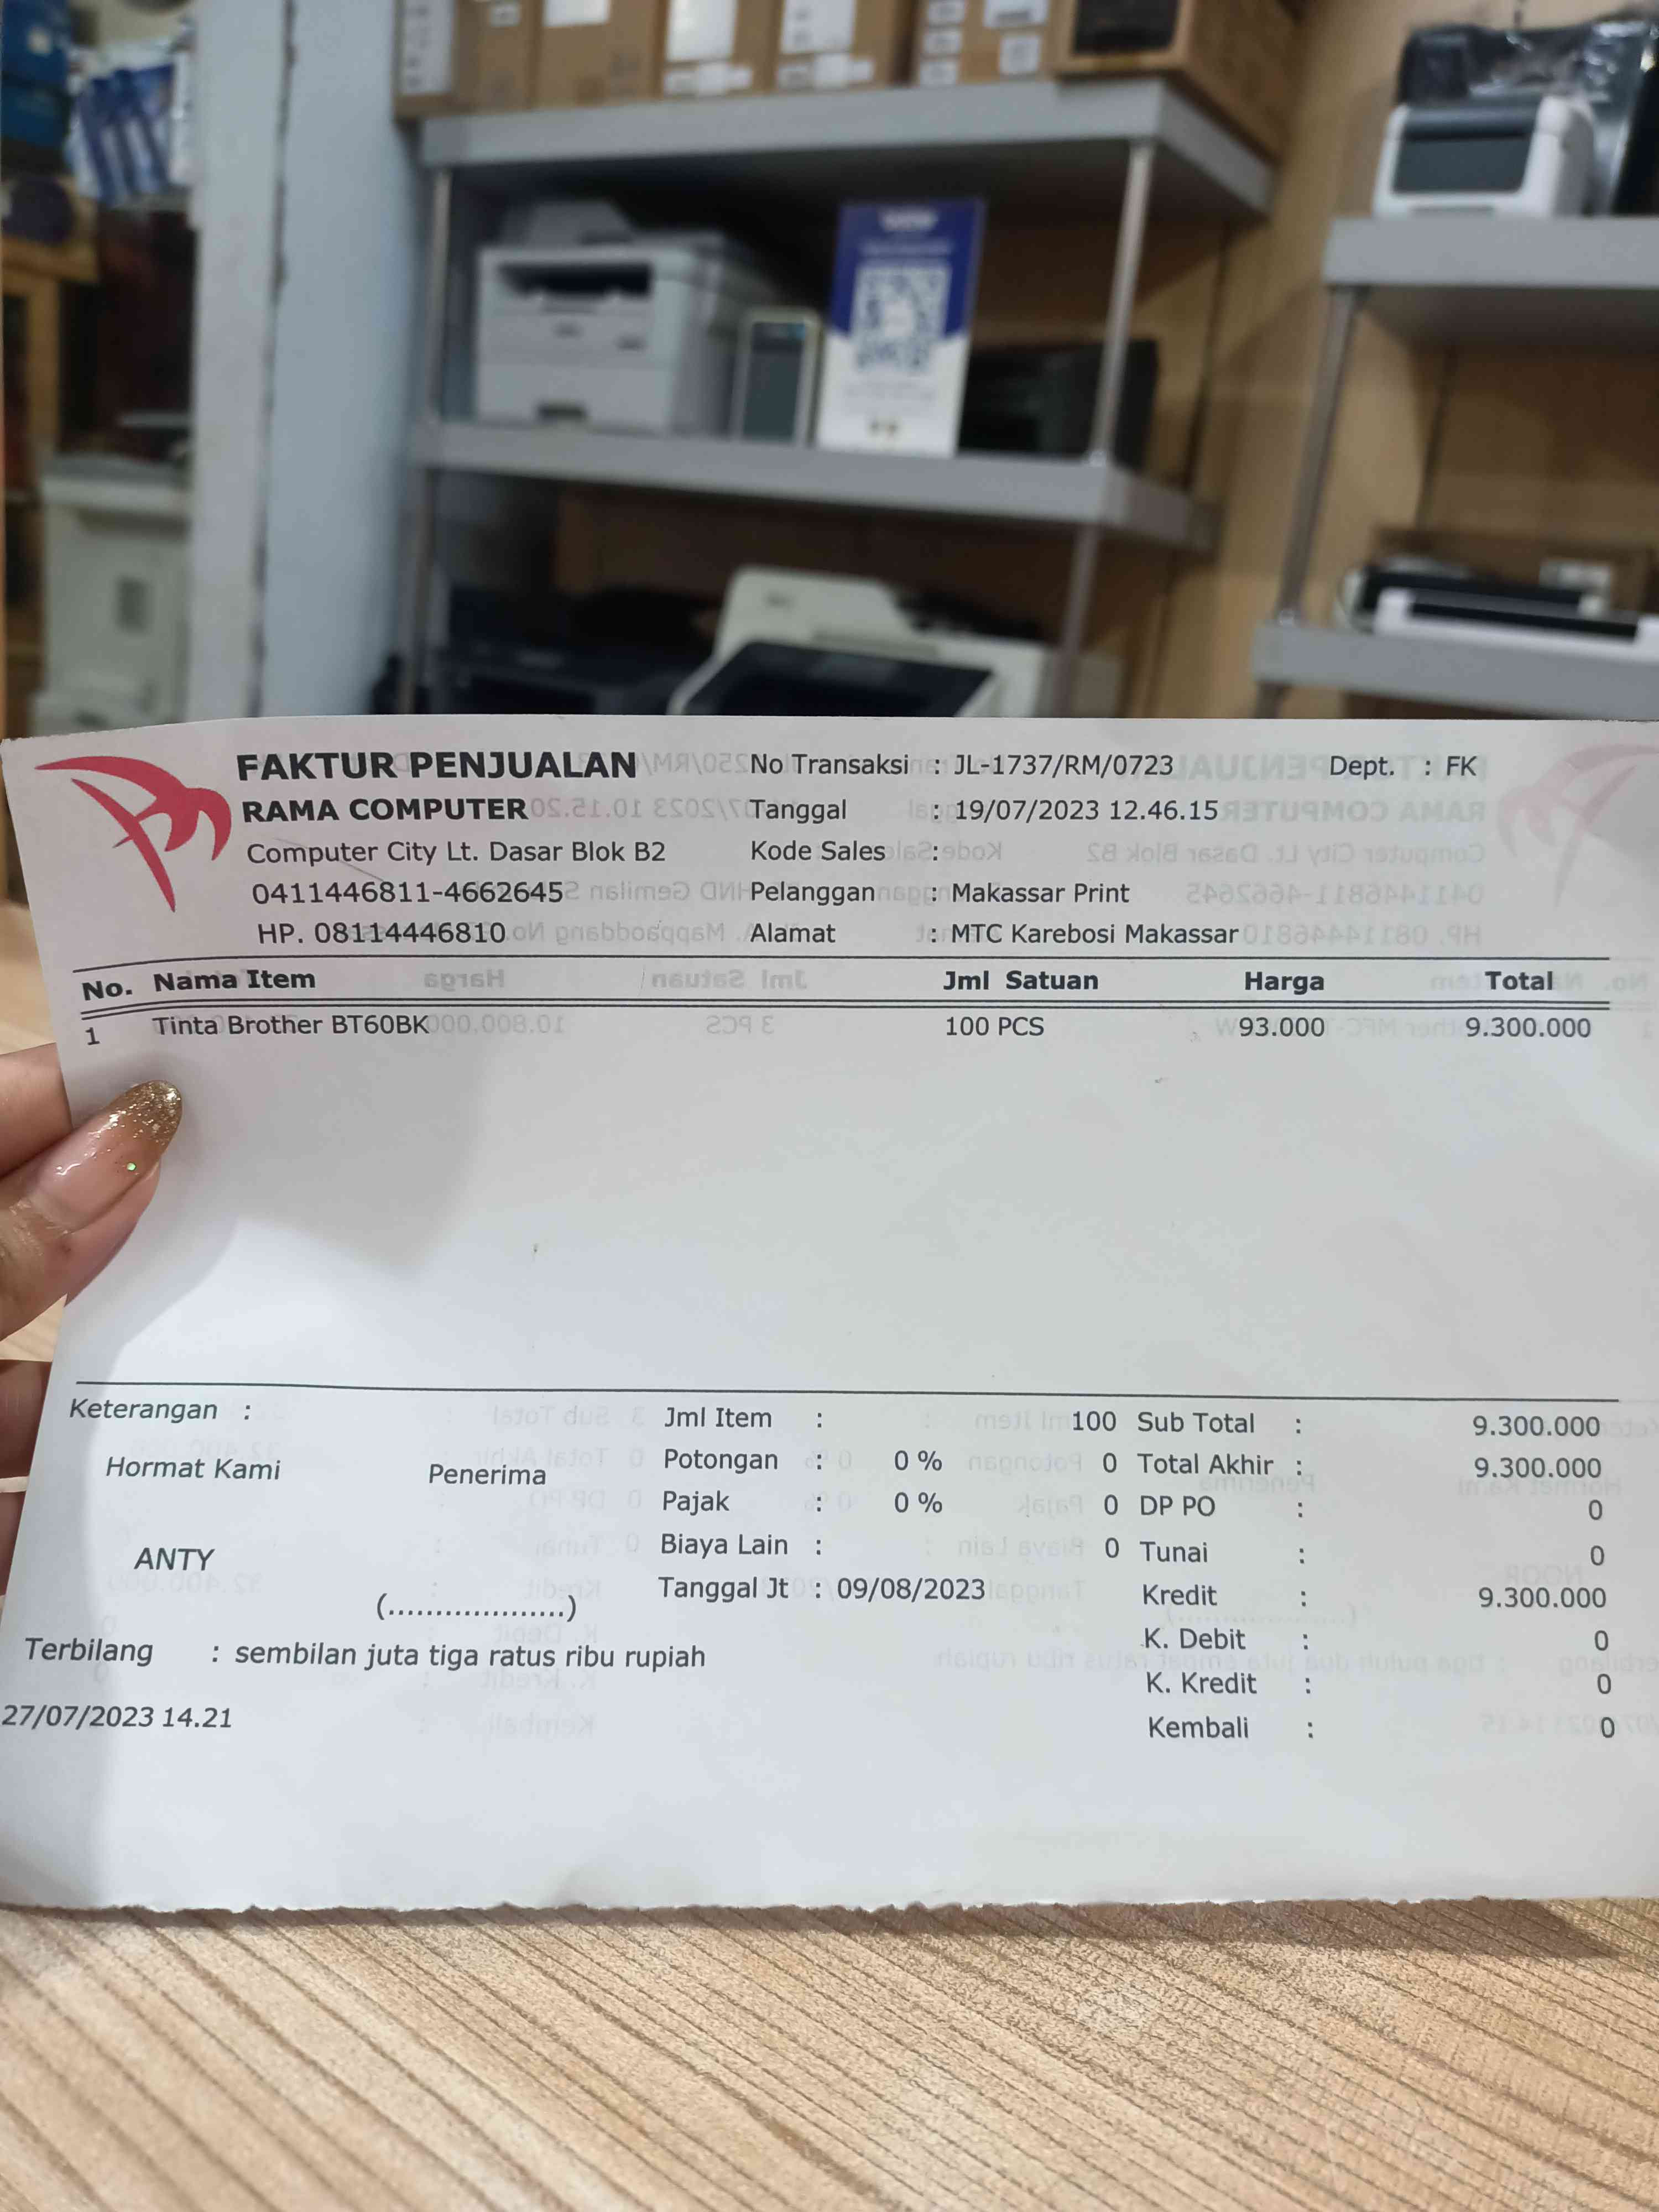 FAKTUR PENJUALAN
RAMA COMPUTER
Computer City Lt. Dasar Blok B2
0411446811-4662645
HP. 08114446810
No Transaksi : JL-1737/RM/0723
Tanggal : 19/07/2023 12.46.15
Kode Sales :
Pelanggan : Makassar Print
Alamat : MTC Karebosi Makassar
Dept. : FK
No. Nama Item Jml Satuan Harga Total
1 Tinta Brother BT60BK 100 PCS 93.000 9.300.000
Keterangan :
Hormat Kami Penerima
ANTY
(...................)
Jml Item : 100
Potongan : 0 % 0
Pajak : 0 % 0
Biaya Lain : 0
Tanggal Jt : 09/08/2023
Sub Total : 9.300.000
Total Akhir : 9.300.000
DP PO : 0
Tunai : 0
Kredit : 9.300.000
K. Debit : 0
K. Kredit : 0
Kembali : 0
Terbilang : sembilan juta tiga ratus ribu rupiah
27/07/2023 14.21